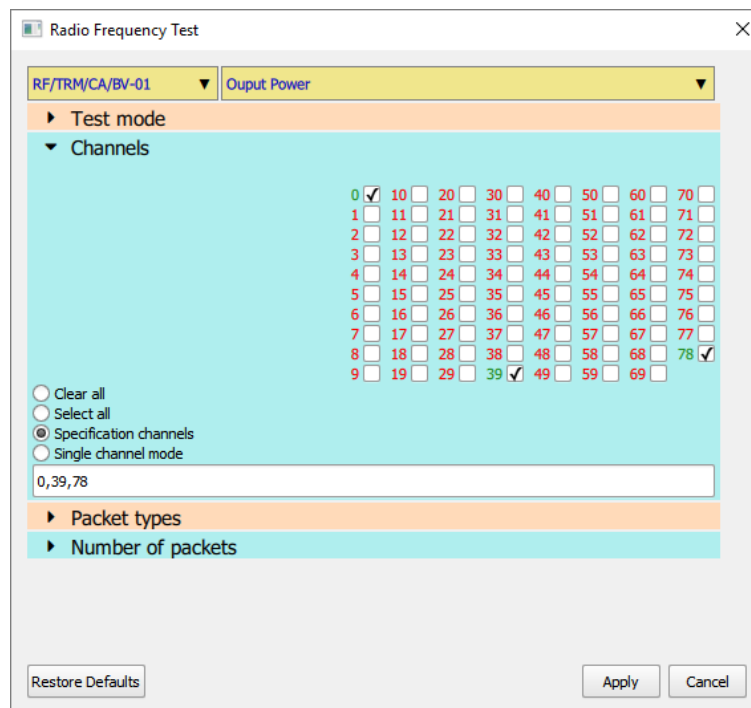 Radio Frequency Test
RF/TRM/CA/BV-01 Ouput Power
Test mode
Channels
0 10 20 30 40 50 60 70
1 11 21 31 41 51 61 71
2 12 22 32 42 52 62 72
3 13 23 33 43 53 63 73
4 14 24 34 44 54 64 74
5 15 25 35 45 55 65 75
6 16 26 36 46 56 66 76
7 17 27 37 47 57 67 77
8 18 28 38 48 58 68 78
9 19 29 39 49 59 69
Clear all
Select all
Specification channels
Single channel mode
0,39,78
Packet types
Number of packets
Restore Defaults Apply Cancel